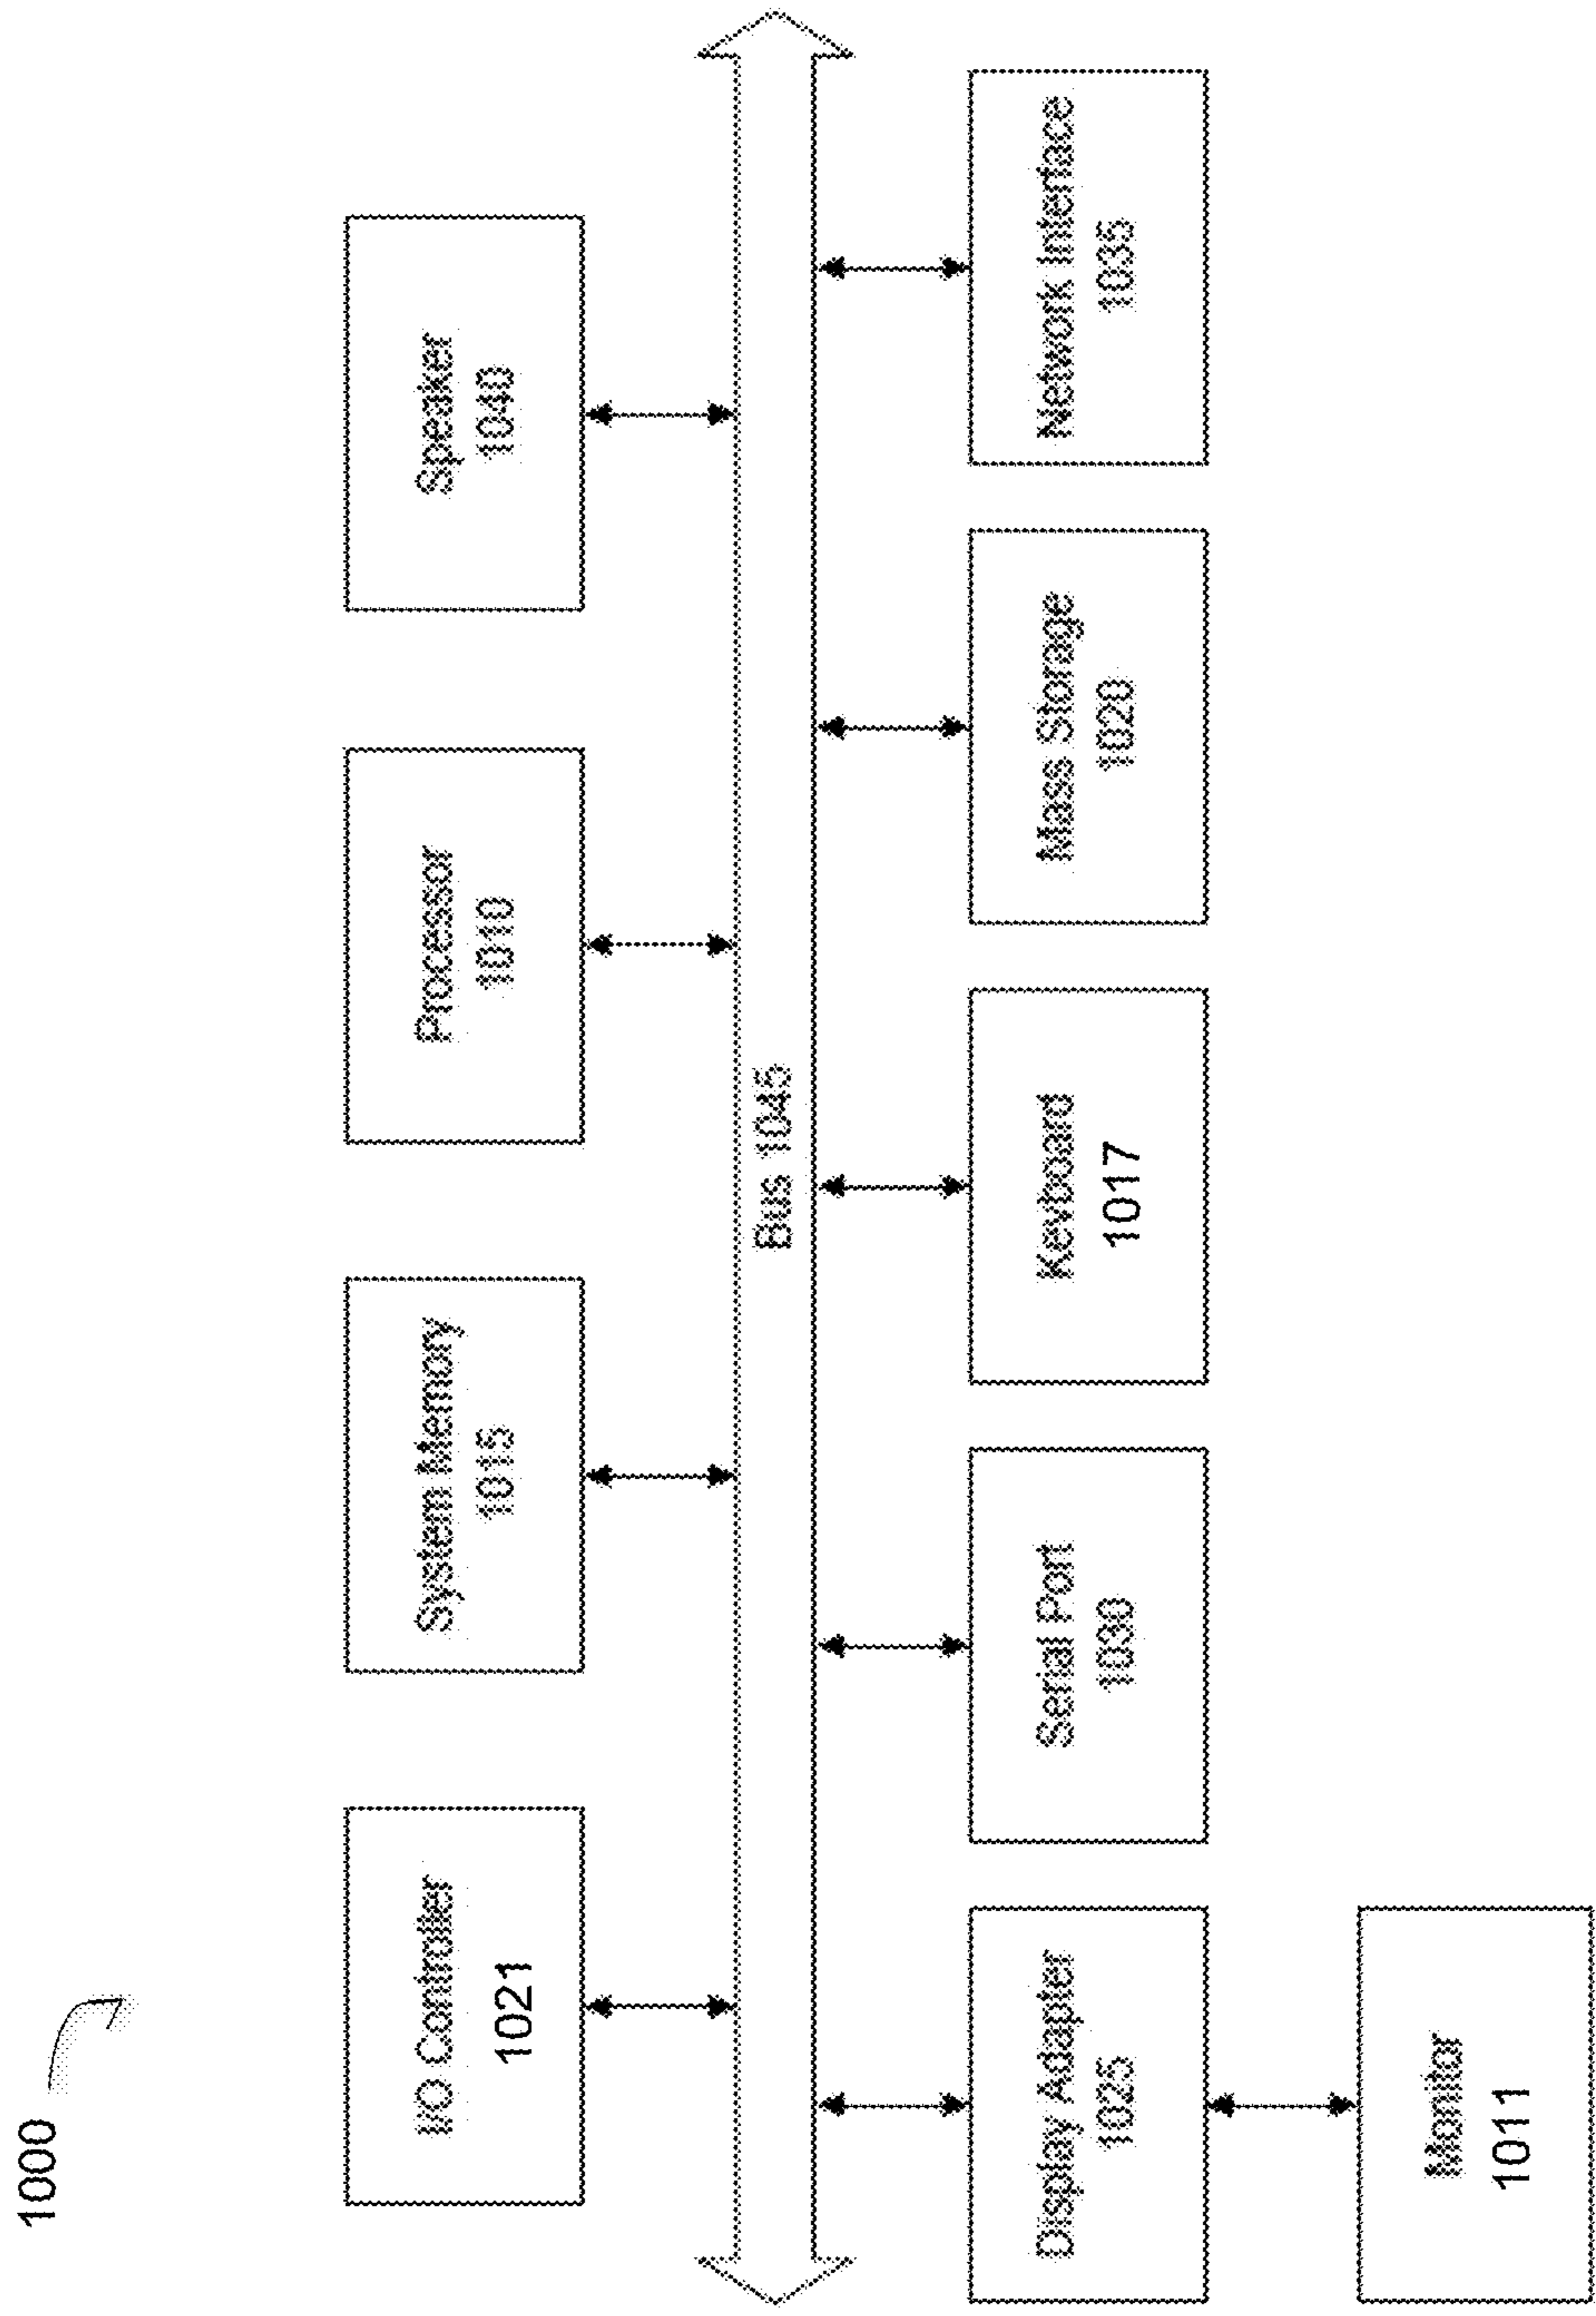 1000
I/O Controller
1021
System Memory
1015
Processor
1010
Speaker
1040
Bus 1045
Display Adapter
1025
Serial Port
1030
Keyboard
1017
Mass Storage
1020
Network Interface
1035
Monitor
1011